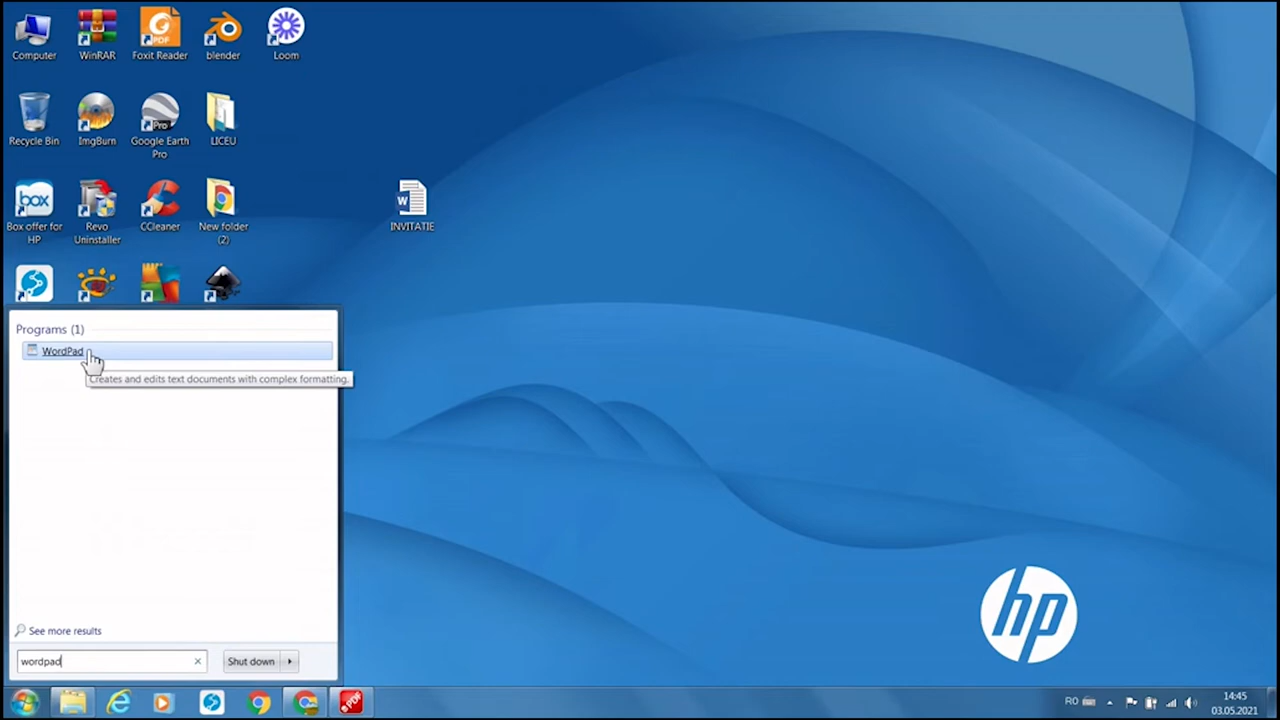 Computer
WinRAR
Foxit Reader
blender
Loom
Recycle Bin
ImgBurn
Google Earth
Pro
LICEU
Box offer for
HP
Revo
Uninstaller
CCleaner
New folder
(2)
INVITATIE
Programs (1)
WordPad
Creates and edits text documents with complex formatting.
See more results
wordpad
Shut down
hp
RO
14:45
03.05.2021